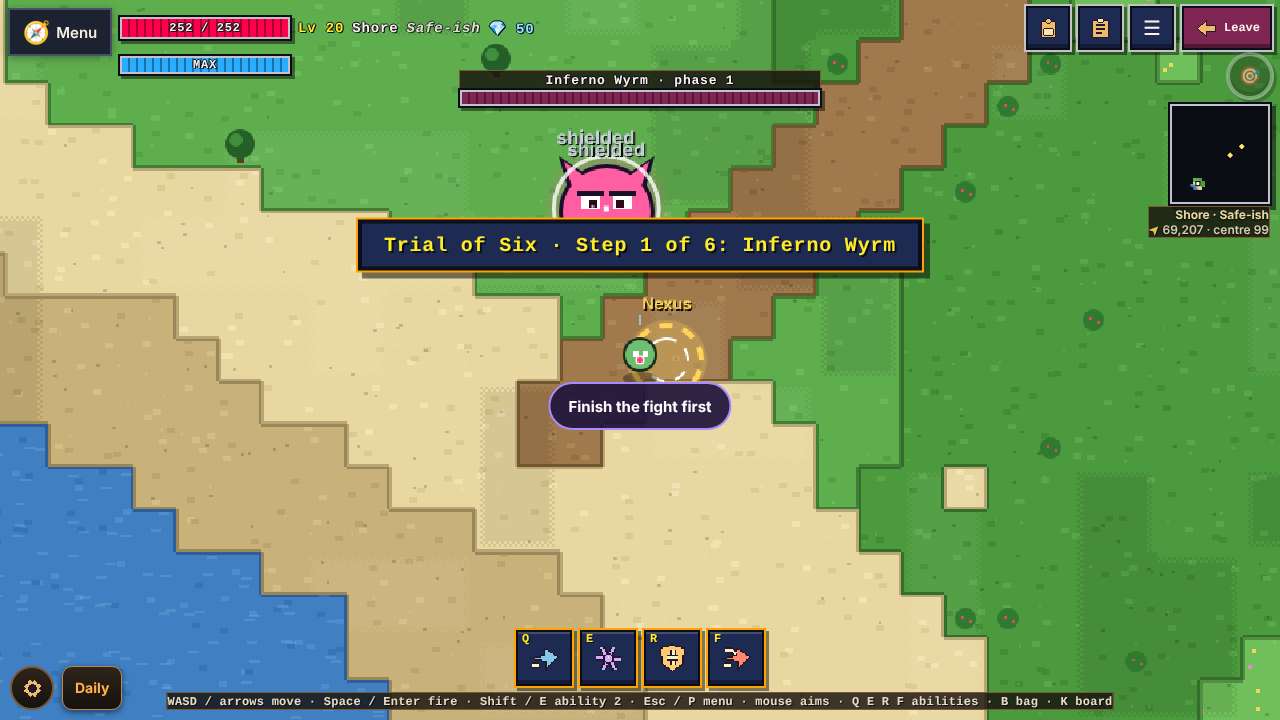 Menu
252 / 252
Lv 20 Shore Safe-ish 50
MAX
Leave
Inferno Wyrm · phase 1
shielded
shielded
Shore · Safe-ish
69,207 · centre 99
Trial of Six · Step 1 of 6: Inferno Wyrm
Nexus
Finish the fight first
Q
E
R
F
Daily
WASD / arrows move · Space / Enter fire · Shift / E ability 2 · Esc / P menu · mouse aims · Q E R F abilities · B bag · K board